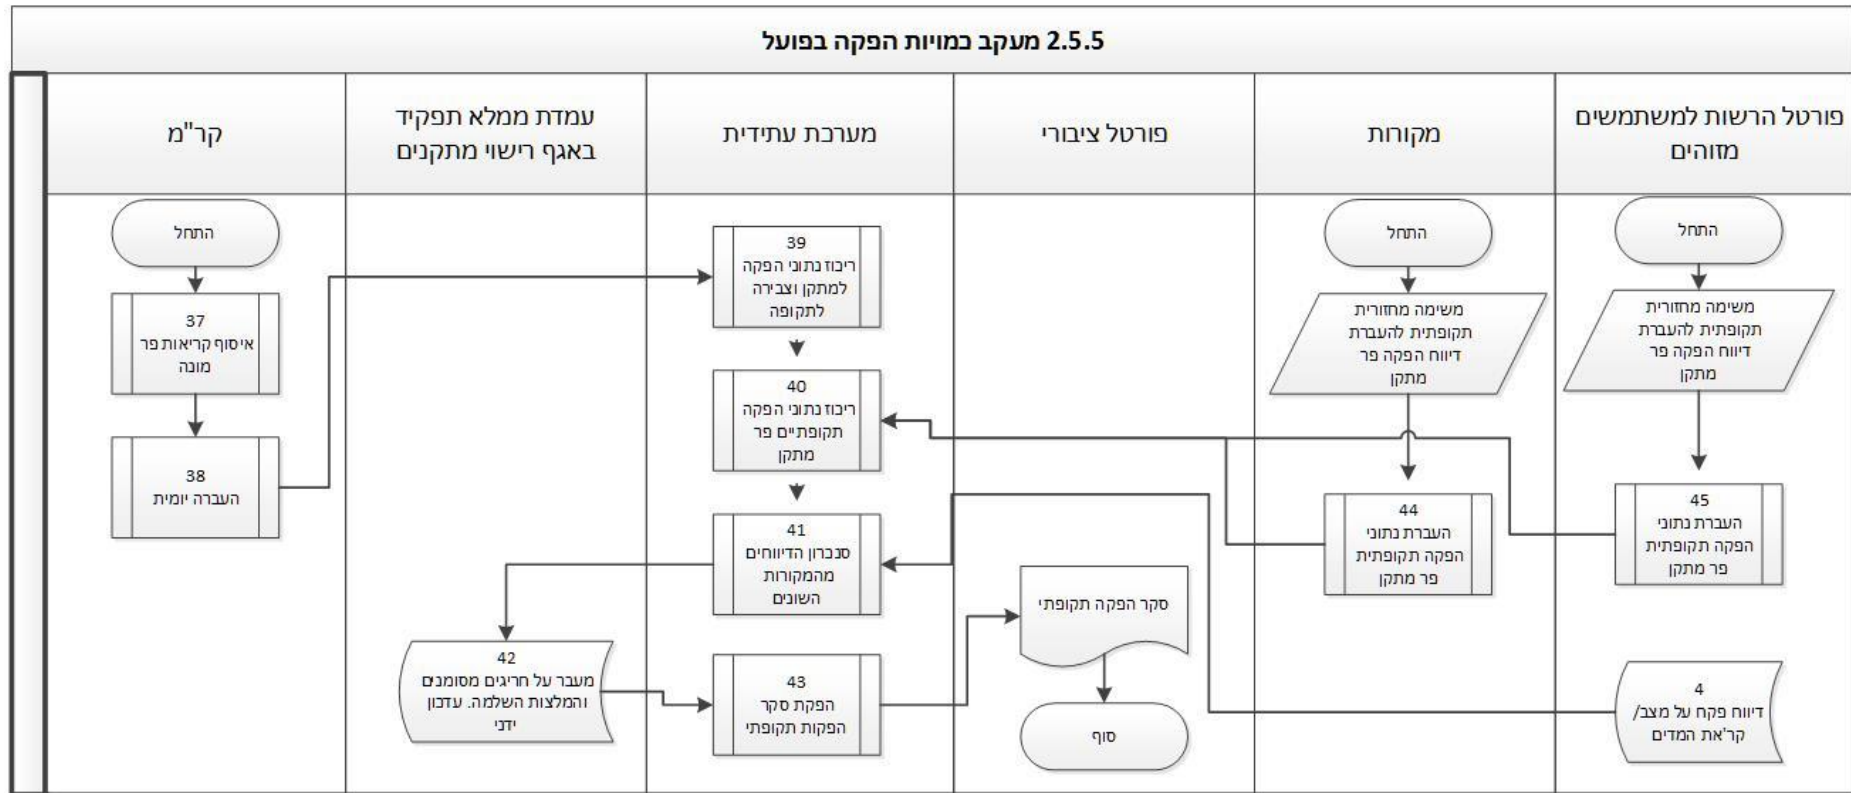 2.5.5 מעקב כמויות הפקה בפועל
פורטל הרשות למשתמשים
מזוהים
מקורות
פורטל ציבורי
מערכת עתידית
עמדת ממלא תפקיד
באגף רישוי מתקנים
קר"מ
התחל
משימה מחזורית
תקופתית להעברת
דיווח הפקה פר
מתקן
45
העברת נתוני
הפקה תקופתית
פר מתקן
4
דיווח פקח על מצב/
קר'את המדים
התחל
משימה מחזורית
תקופתית להעברת
דיווח הפקה פר
מתקן
44
העברת נתוני
הפקה תקופתית
פר מתקן
סקר הפקה תקופתי
סוף
39
ריכוז נתוני הפקה
למתקן וצבירה
לתקופה
40
ריכוז נתוני הפקה
תקופתיים פר
מתקן
41
סנכרון הדיווחים
מהמקורות
השונים
43
הפקת סקר
הפקות תקופתי
42
מעבר על חריגים מסומנים
והמלצות השלמה. עדכון
ידני
התחל
37
איסוף קריאות פר
מונה
38
העברה יומית